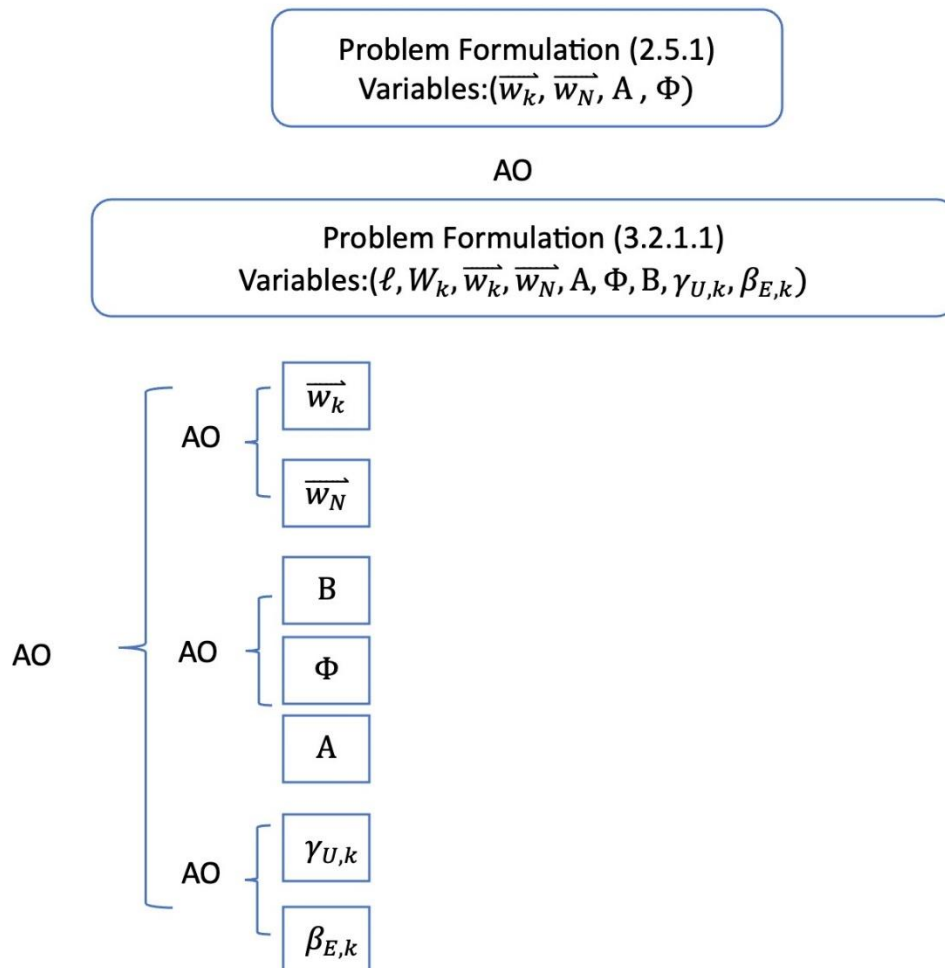 Problem Formulation (2.5.1)
Variables:(w⃗_k, w⃗_N, A , Φ)
AO
Problem Formulation (3.2.1.1)
Variables:(ℓ, W_k, w⃗_k, w⃗_N, A, Φ, B, γ_{U,k}, β_{E,k})
w⃗_k
AO
w⃗_N
B
AO
AO
Φ
A
γ_{U,k}
AO
β_{E,k}